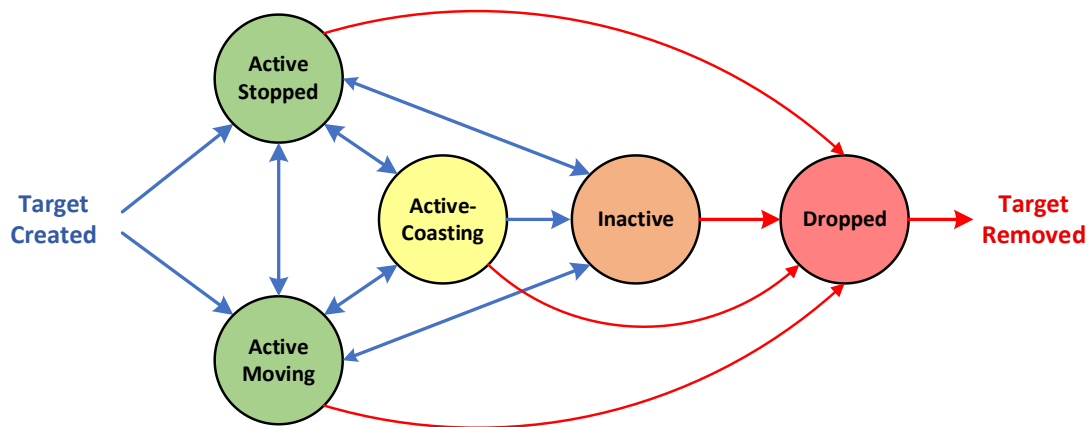 Active
Stopped
Target
Created
Active-
Coasting
Inactive
Dropped
Target
Removed
Active
Moving